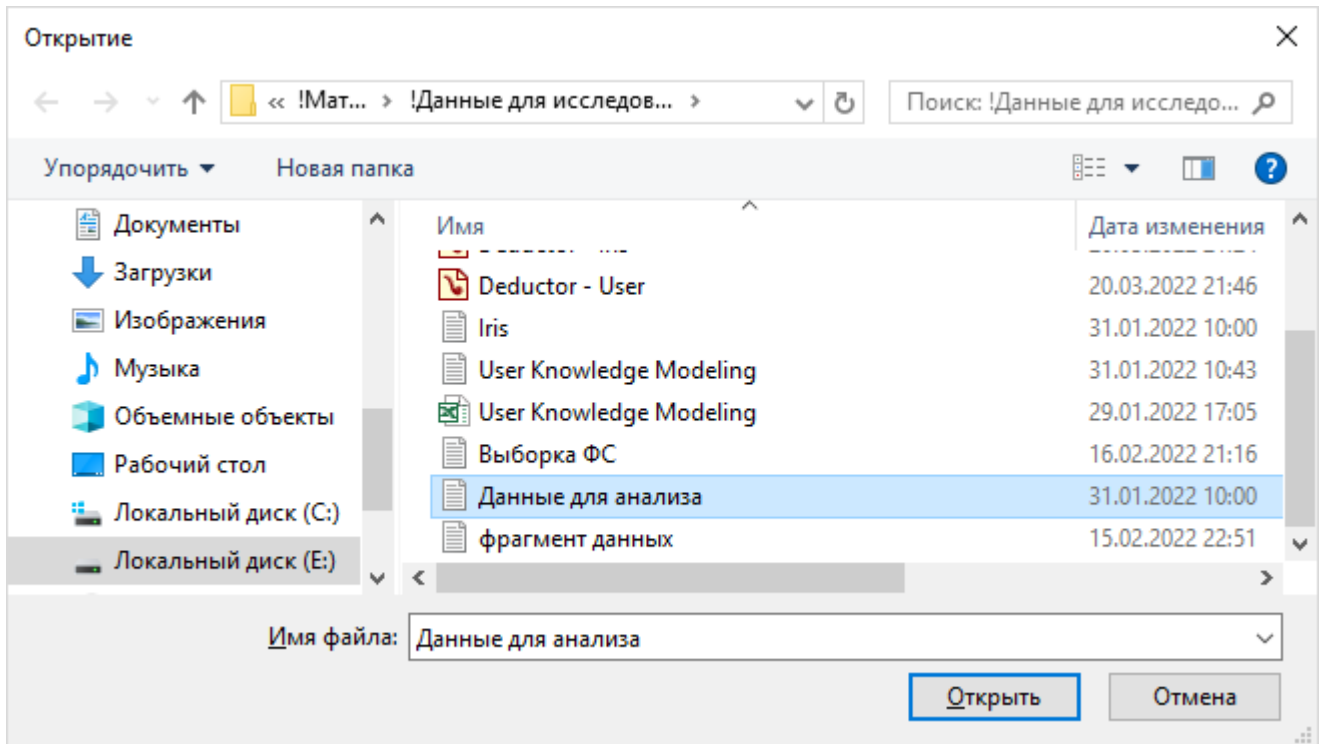 Открытие
« !Мат... › !Данные для исследов... ›
Поиск: !Данные для исследо...
Упорядочить Новая папка
Имя Дата изменения
Документы
Загрузки
Изображения
Музыка
Объемные объекты
Рабочий стол
Локальный диск (C:)
Локальный диск (E:)
Deductor - User 20.03.2022 21:46
Iris 31.01.2022 10:00
User Knowledge Modeling 31.01.2022 10:43
User Knowledge Modeling 29.01.2022 17:05
Выборка ФС 16.02.2022 21:16
Данные для анализа 31.01.2022 10:00
фрагмент данных 15.02.2022 22:51
Имя файла: Данные для анализа
Открыть Отмена